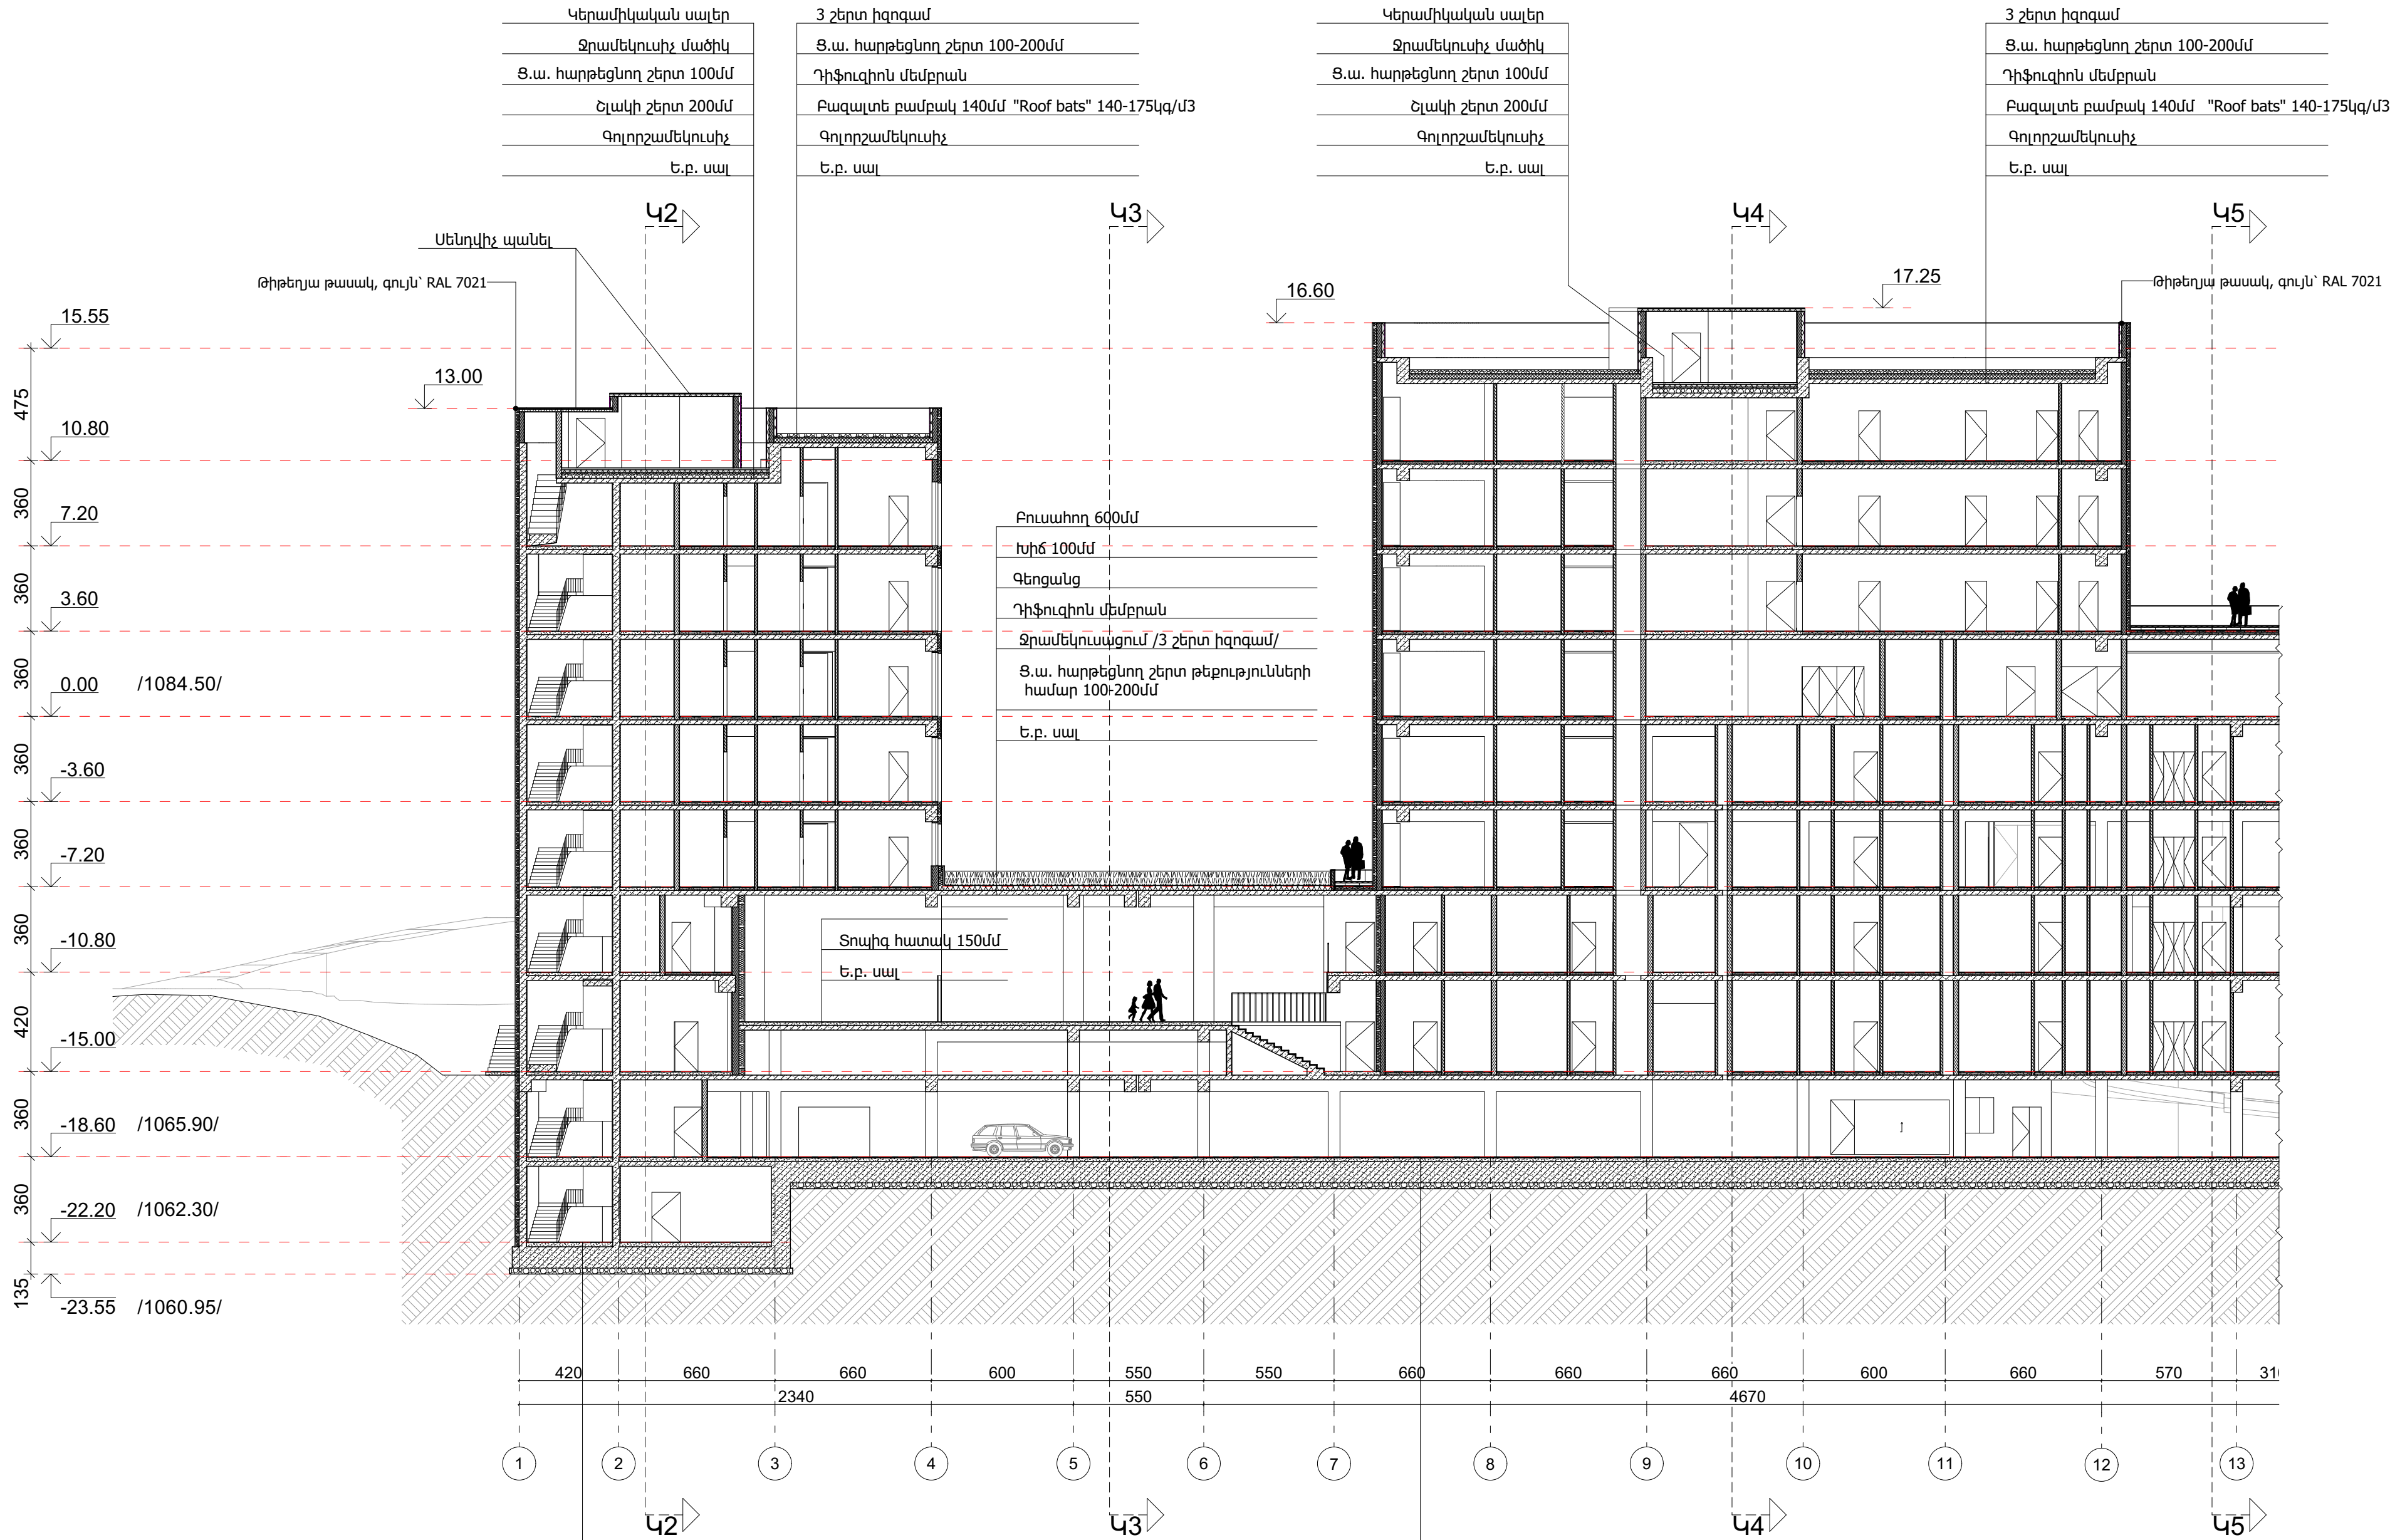 Կերամիկական սալեր
Ջրամեկուսիչ մածիկ
Ց.ա. հարթեցնող շերտ 100մմ
Շլակի շերտ 200մմ
Գոլորշամեկուսիչ
Ե.բ. սալ
3 շերտ իզոգամ
Ց.ա. հարթեցնող շերտ 100-200մմ
Դիֆուզիոն մեմբրան
Բազալտե բամբակ 140մմ "Roof bats" 140-175կգ/մ3
Գոլորշամեկուսիչ
Ե.բ. սալ
Կերամիկական սալեր
Ջրամեկուսիչ մածիկ
Ց.ա. հարթեցնող շերտ 100մմ
Շլակի շերտ 200մմ
Գոլորշամեկուսիչ
Ե.բ. սալ
3 շերտ իզոգամ
Ց.ա. հարթեցնող շերտ 100-200մմ
Դիֆուզիոն մեմբրան
Բազալտե բամբակ 140մմ "Roof bats" 140-175կգ/մ3
Գոլորշամեկուսիչ
Ե.բ. սալ
Կ2
Կ3
Կ4
Կ5
Սենդվիչ պանել
Թիթեղյա թասակ, գույն՝ RAL 7021
16.60
17.25
Թիթեղյա թասակ, գույն՝ RAL 7021
15.55
13.00
475
10.80
360
7.20
360
3.60
360
0.00 /1084.50/
360
-3.60
360
-7.20
360
-10.80
420
-15.00
360
-18.60 /1065.90/
360
-22.20 /1062.30/
135
-23.55 /1060.95/
Բուսահող 600մմ
Խիճ 100մմ
Գեոցանց
Դիֆուզիոն մեմբրան
Ջրամեկուսացում /3 շերտ իզոգամ/
Ց.ա. հարթեցնող շերտ թեքությունների
համար 100-200մմ
Ե.բ. սալ
Տոպիգ հատակ 150մմ
Ե.բ. սալ
420 660 660 600 550 550 660 660 660 600 660 570 310
2340 550 4670
1 2 3 4 5 6 7 8 9 10 11 12 13
Կ2
Կ3
Կ4
Կ5